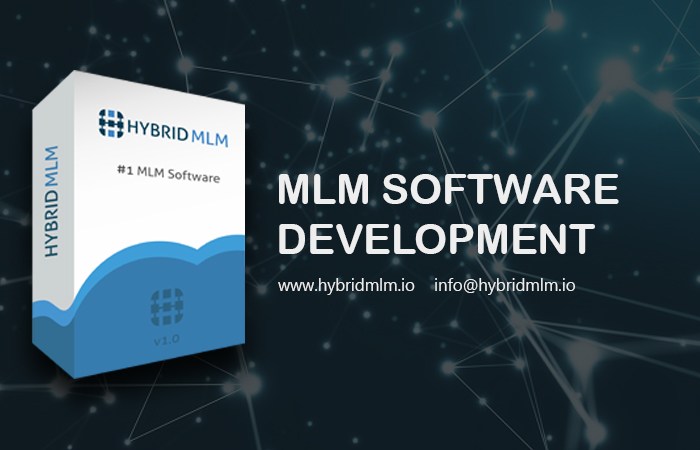 HYBRID MLM
#1 MLM Software
HYBRID MLM
v1.0
MLM SOFTWARE
DEVELOPMENT
www.hybridmlm.io info@hybridmlm.io